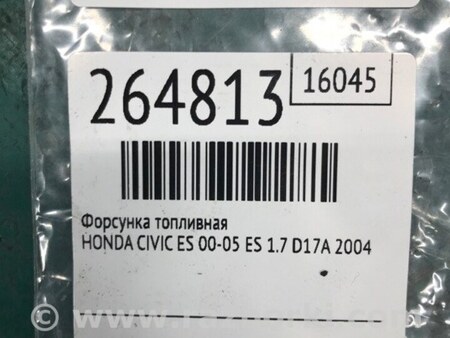 264813
16045
Форсунка топливная
HONDA CIVIC ES 00-05 ES 1.7 D17A 2004